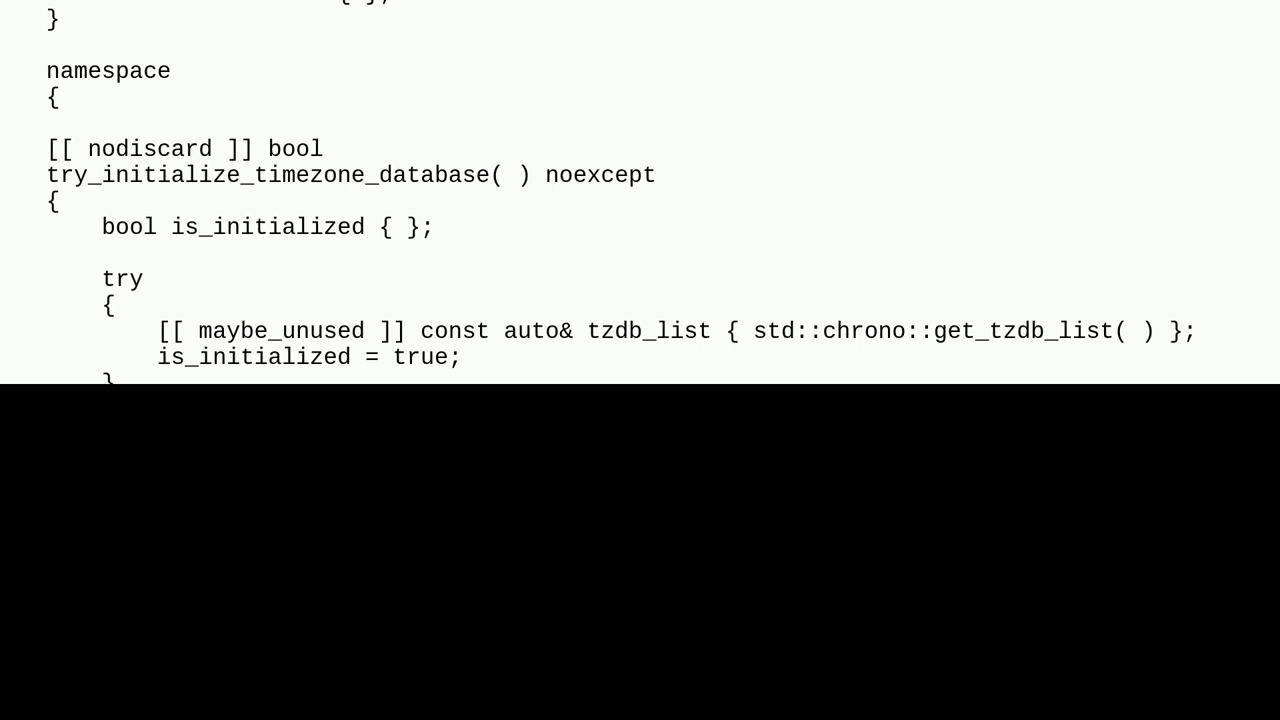 }

namespace
{

[[ nodiscard ]] bool
try_initialize_timezone_database( ) noexcept
{
    bool is_initialized { };

    try
    {
        [[ maybe_unused ]] const auto& tzdb_list { std::chrono::get_tzdb_list( ) };
        is_initialized = true;
    }